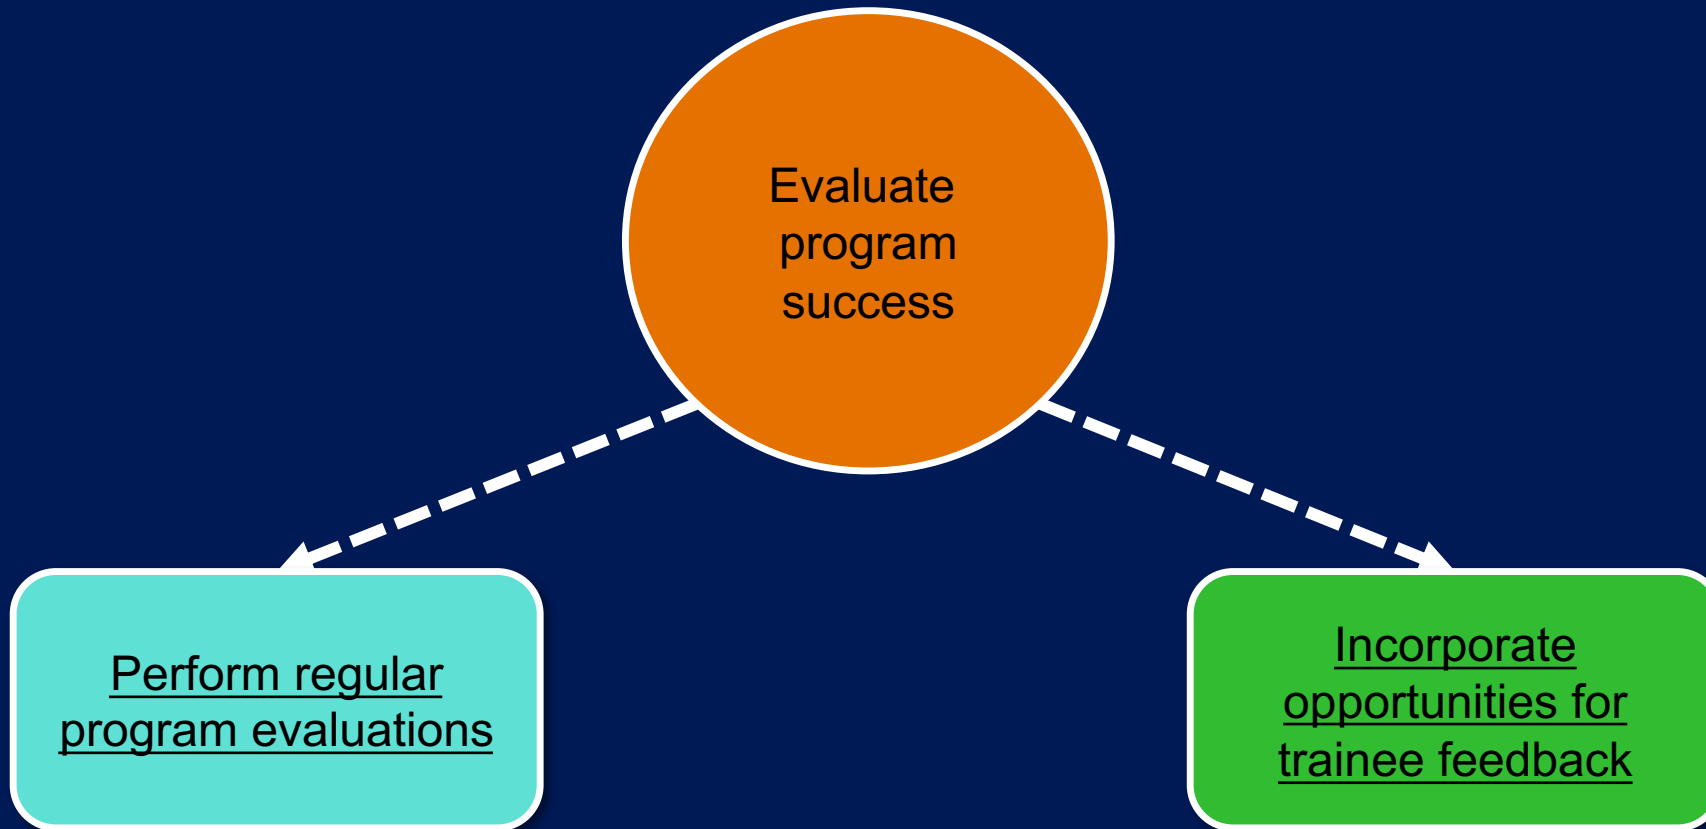 Evaluate
program
success
Perform regular
program evaluations
Incorporate
opportunities for
trainee feedback